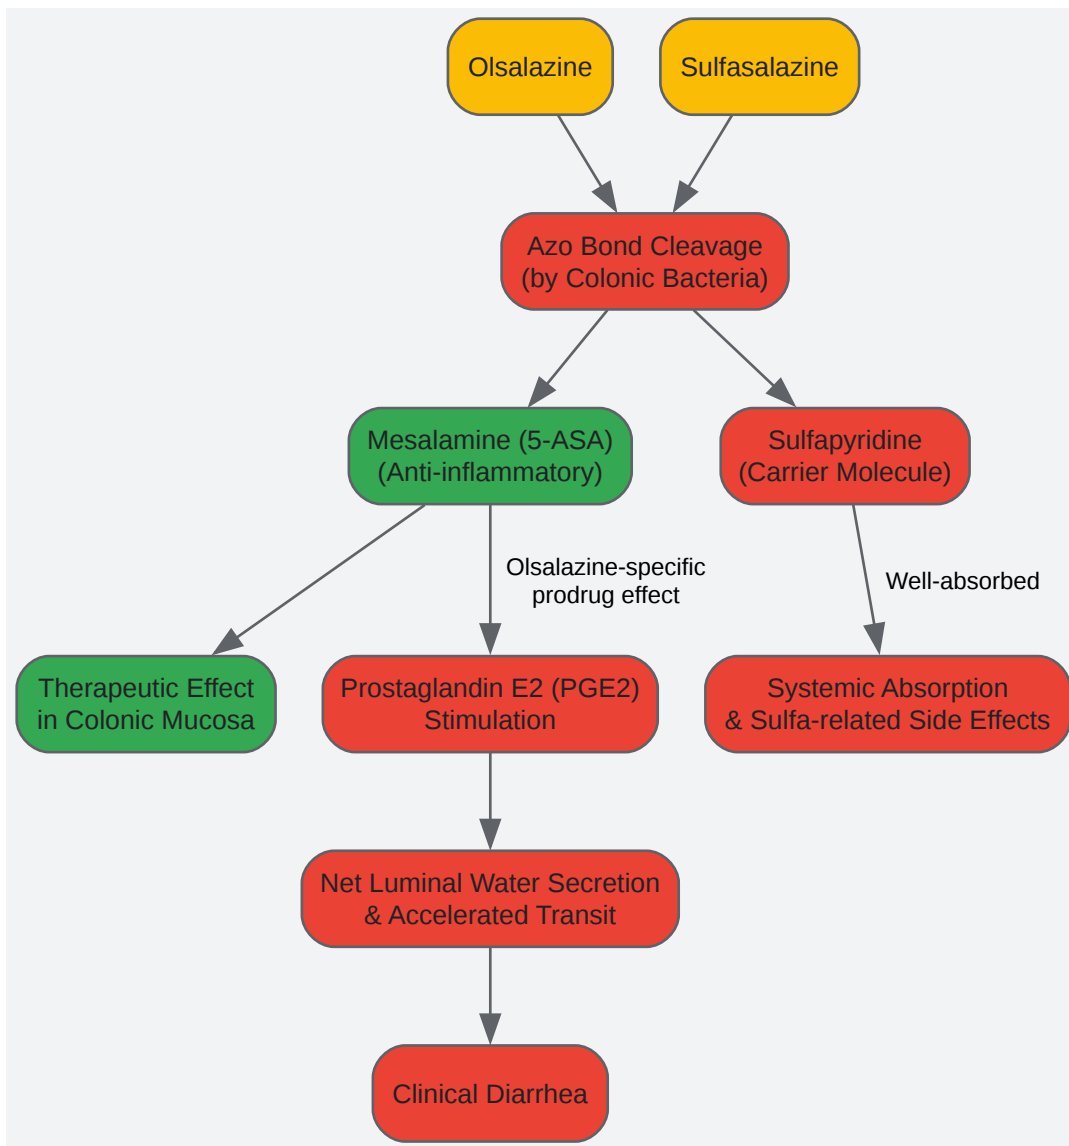 Olsalazine
Sulfasalazine
Azo Bond Cleavage
(by Colonic Bacteria)
Mesalamine (5-ASA)
(Anti-inflammatory)
Sulfapyridine
(Carrier Molecule)
Olsalazine-specific
prodrug effect
Well-absorbed
Therapeutic Effect
in Colonic Mucosa
Prostaglandin E2 (PGE2)
Stimulation
Systemic Absorption
& Sulfa-related Side Effects
Net Luminal Water Secretion
& Accelerated Transit
Clinical Diarrhea